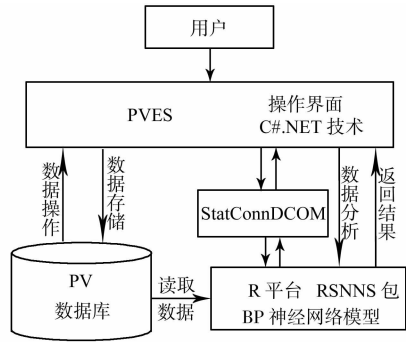 用户
PVES
操作界面
C#.NET 技术
数据操作
数据存储
StatConnDCOM
数据分析
返回结果
PV
数据库
读取
数据
R 平台 RSNNS 包
BP 神经网络模型